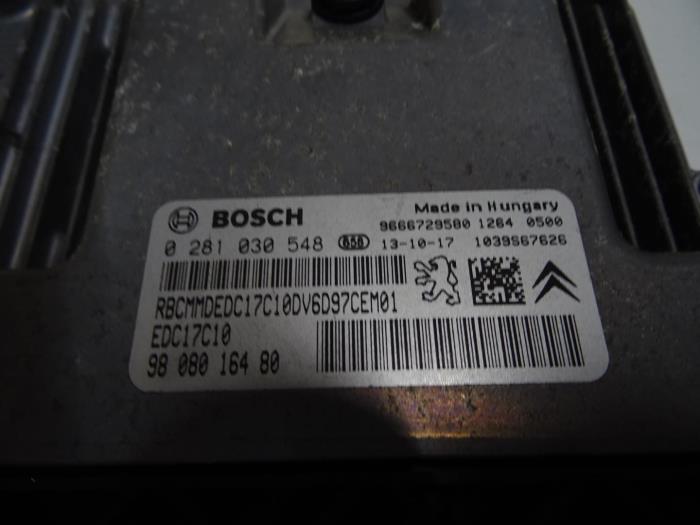 BOSCH
Made in Hungary
9666729580 1264 0500
0 281 030 548 656 13-10-17 1039S67626
RBCMMDEDC17C10DV6D97CEM01
EDC17C10
98 080 164 80